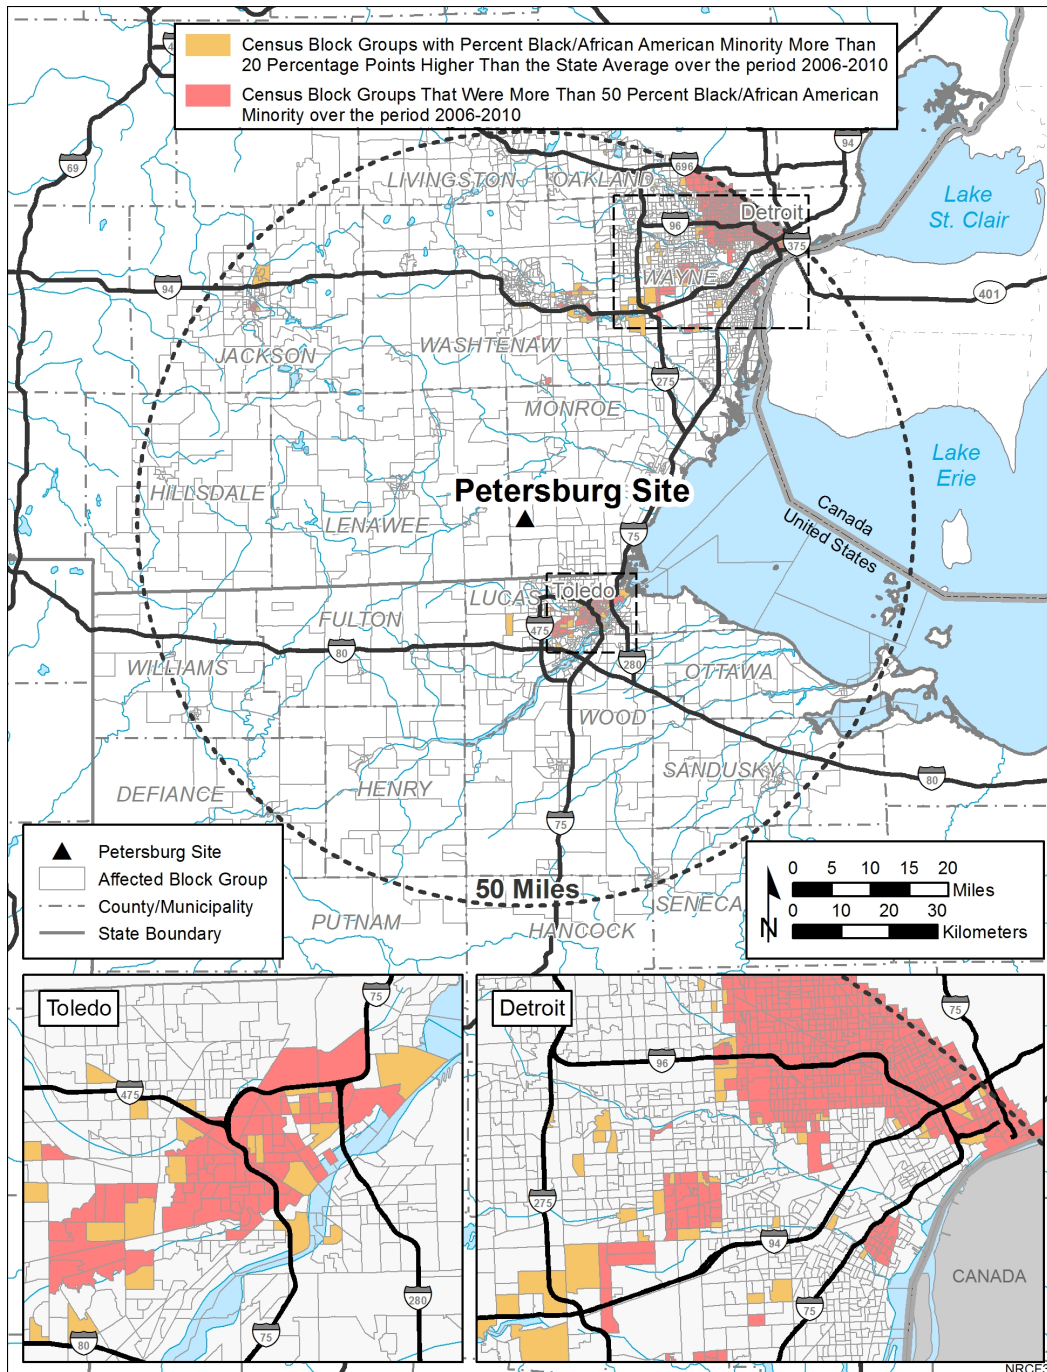 Census Block Groups with Percent Black/African American Minority More Than
20 Percentage Points Higher Than the State Average over the period 2006-2010
Census Block Groups That Were More Than 50 Percent Black/African American
Minority over the period 2006-2010
69
94
696
LIVINGSTON
OAKLAND
Lake
St. Clair
Detroit
96
375
WAYNE
94
401
JACKSON
WASHTENAW
275
MONROE
Lake
Erie
HILLSDALE
Petersburg Site
LENAWEE
Canada
United States
75
LUCAS
Toledo
FULTON
475
80
WILLIAMS
280
OTTAWA
WOOD
SANDUSKY
80
DEFIANCE
HENRY
75
50 Miles
SENECA
PUTNAM
HANCOCK
Petersburg Site
Affected Block Group
County/Municipality
State Boundary
0 5 10 15 20
Miles
0 10 20 30
Kilometers
N
Toledo
75
475
280
75
80
Detroit
75
96
275
94
75
CANADA